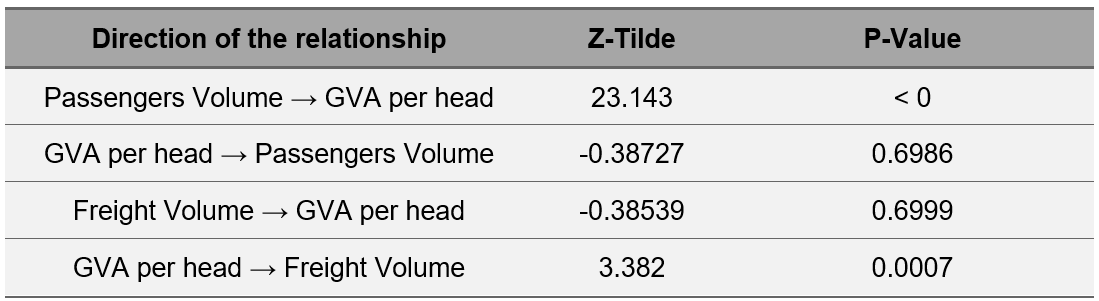 Direction of the relationship Z-Tilde P-Value
Passengers Volume → GVA per head 23.143 < 0
GVA per head → Passengers Volume -0.38727 0.6986
Freight Volume → GVA per head -0.38539 0.6999
GVA per head → Freight Volume 3.382 0.0007